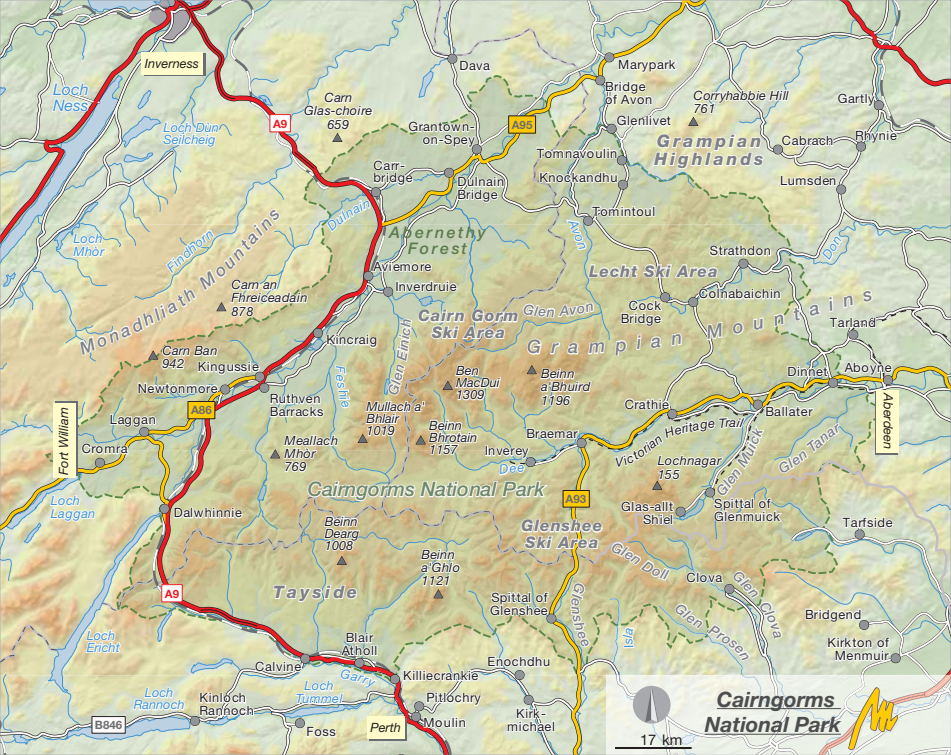 Inverness
Dava
Marypark
Loch
Ness
Bridge
of Avon
Corryhabbie Hill
761
Gartly
Carn
Glas-choire
659
A9
A95
Loch Dùn
Seilcheig
Grantown-
on-Spey
Glenlivet
Grampian
Highlands
Cabrach
Rhynie
Tomnavoulin
Carr-
bridge
Knockandhu
Lumsden
Dulnain
Bridge
Dulnain
Tomintoul
Avon
Abernethy
Forest
Loch
Mhòr
Findhorn
Monadhliath Mountains
Don
Strathdon
Aviemore
Lecht Ski Area
Inverdruie
Carn an
Fhreiceadain
878
Colnabaichin
Cock
Bridge
Glen Avon
Cairn Gorm
Ski Area
Grampian Mountains
Tarland
Kincraig
Glen Einich
Carn Ban
942
Kingussie
Newtonmore
Feshie
Ben
MacDui
1309
Beinn
a'Bhuird
1196
Dinnet
Aboyne
Ruthven
Barracks
A86
Fort William
Laggan
Mullach a'
Bhlair
1019
Crathie
Ballater
Aberdeen
Cromra
Meallach
Mhòr
769
Beinn
Bhrotain
1157
Braemar
Inverey
Dee
Victorian Heritage Trail
Glen Muick
Glen Tanar
Lochnagar
155
Loch
Laggan
Cairngorms National Park
A93
Dalwhinnie
Glas-allt
Shiel
Spittal of
Glenmuick
Beinn
Dearg
1008
Glenshee
Ski Area
Tarfside
Beinn
a'Ghlo
1121
Glen Doll
Clova
Glen Clova
A9
Tayside
Spittal of
Glenshee
Glenshee
Isla
Glen Prosen
Bridgend
Loch
Ericht
Blair
Atholl
Calvine
Garry
Killiecrankie
Enochdhu
Kirkton of
Menmuir
Loch
Rannoch
Kinloch
Rannoch
Loch
Tummel
Pitlochry
Kirk-
michael
B846
Foss
Perth
Moulin
17 km
Cairngorms
National Park